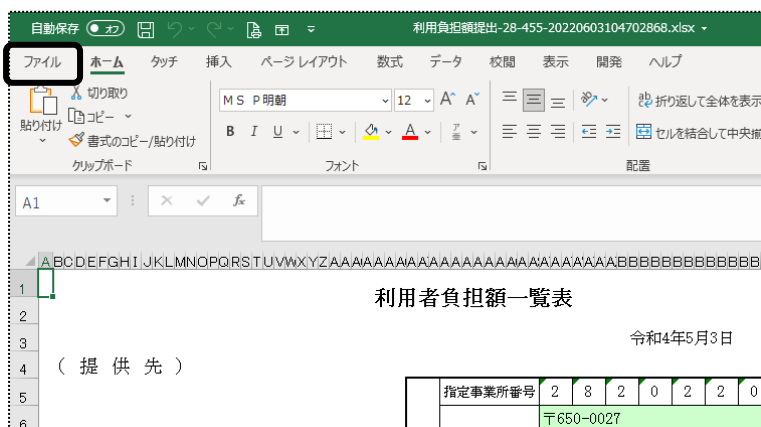 自動保存 オフ 利用負担額提出-28-455-20220603104702868.xlsx
ファイル ホーム タッチ 挿入 ページ レイアウト 数式 データ 校閲 表示 開発 ヘルプ
貼り付け 切り取り コピー 書式のコピー/貼り付け
MS P明朝 12 折り返して全体を表示
B I U A セルを結合して中央揃
クリップボード フォント 配置
A1 fx
A B C D E F G H I J K L M N O P Q R S T U V W X Y Z
1 利用者負担額一覧表
2
3 令和4年5月3日
4 (提供先)
5 指定事業所番号 2 8 2 0 2 2 0
6 〒650-0027